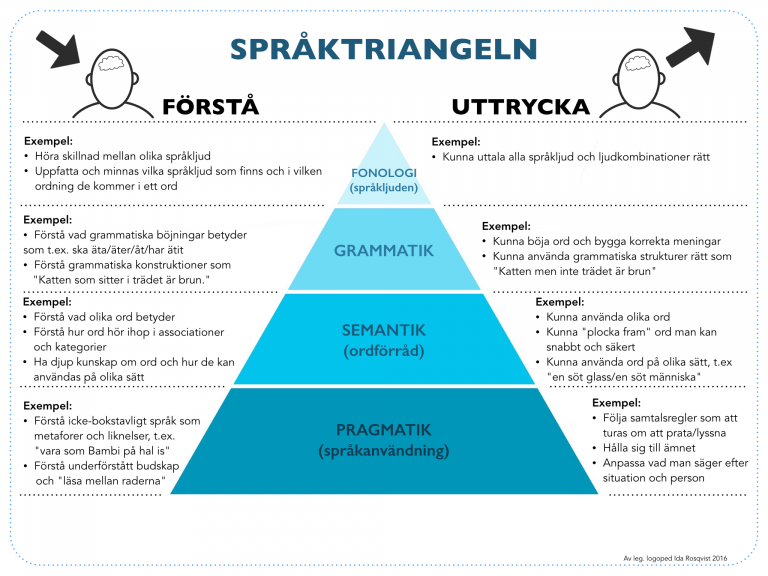 SPRÅKTRIANGELN
FÖRSTÅ
UTTRYCKA
Exempel:
• Höra skillnad mellan olika språkljud
• Uppfatta och minnas vilka språkljud som finns och i vilken
ordning de kommer i ett ord
FONOLOGI
(språkljuden)
Exempel:
• Kunna uttala alla språkljud och ljudkombinationer rätt
Exempel:
• Förstå vad grammatiska böjningar betyder
som t.ex. ska äta/äter/åt/har ätit
• Förstå grammatiska konstruktioner som
"Katten som sitter i trädet är brun."
GRAMMATIK
Exempel:
• Kunna böja ord och bygga korrekta meningar
• Kunna använda grammatiska strukturer rätt som
"Katten men inte trädet är brun"
Exempel:
• Förstå vad olika ord betyder
• Förstå hur ord hör ihop i associationer
och kategorier
• Ha djup kunskap om ord och hur de kan
användas på olika sätt
SEMANTIK
(ordförråd)
Exempel:
• Kunna använda olika ord
• Kunna "plocka fram" ord man kan
snabbt och säkert
• Kunna använda ord på olika sätt, t.ex
"en söt glass/en söt människa"
Exempel:
• Förstå icke-bokstavligt språk som
metaforer och liknelser, t.ex.
"vara som Bambi på hal is"
• Förstå underförstått budskap
och "läsa mellan raderna"
PRAGMATIK
(språkanvändning)
Exempel:
• Följa samtalsregler som att
turas om att prata/lyssna
• Hålla sig till ämnet
• Anpassa vad man säger efter
situation och person
Av leg. logoped Ida Rosqvist 2016